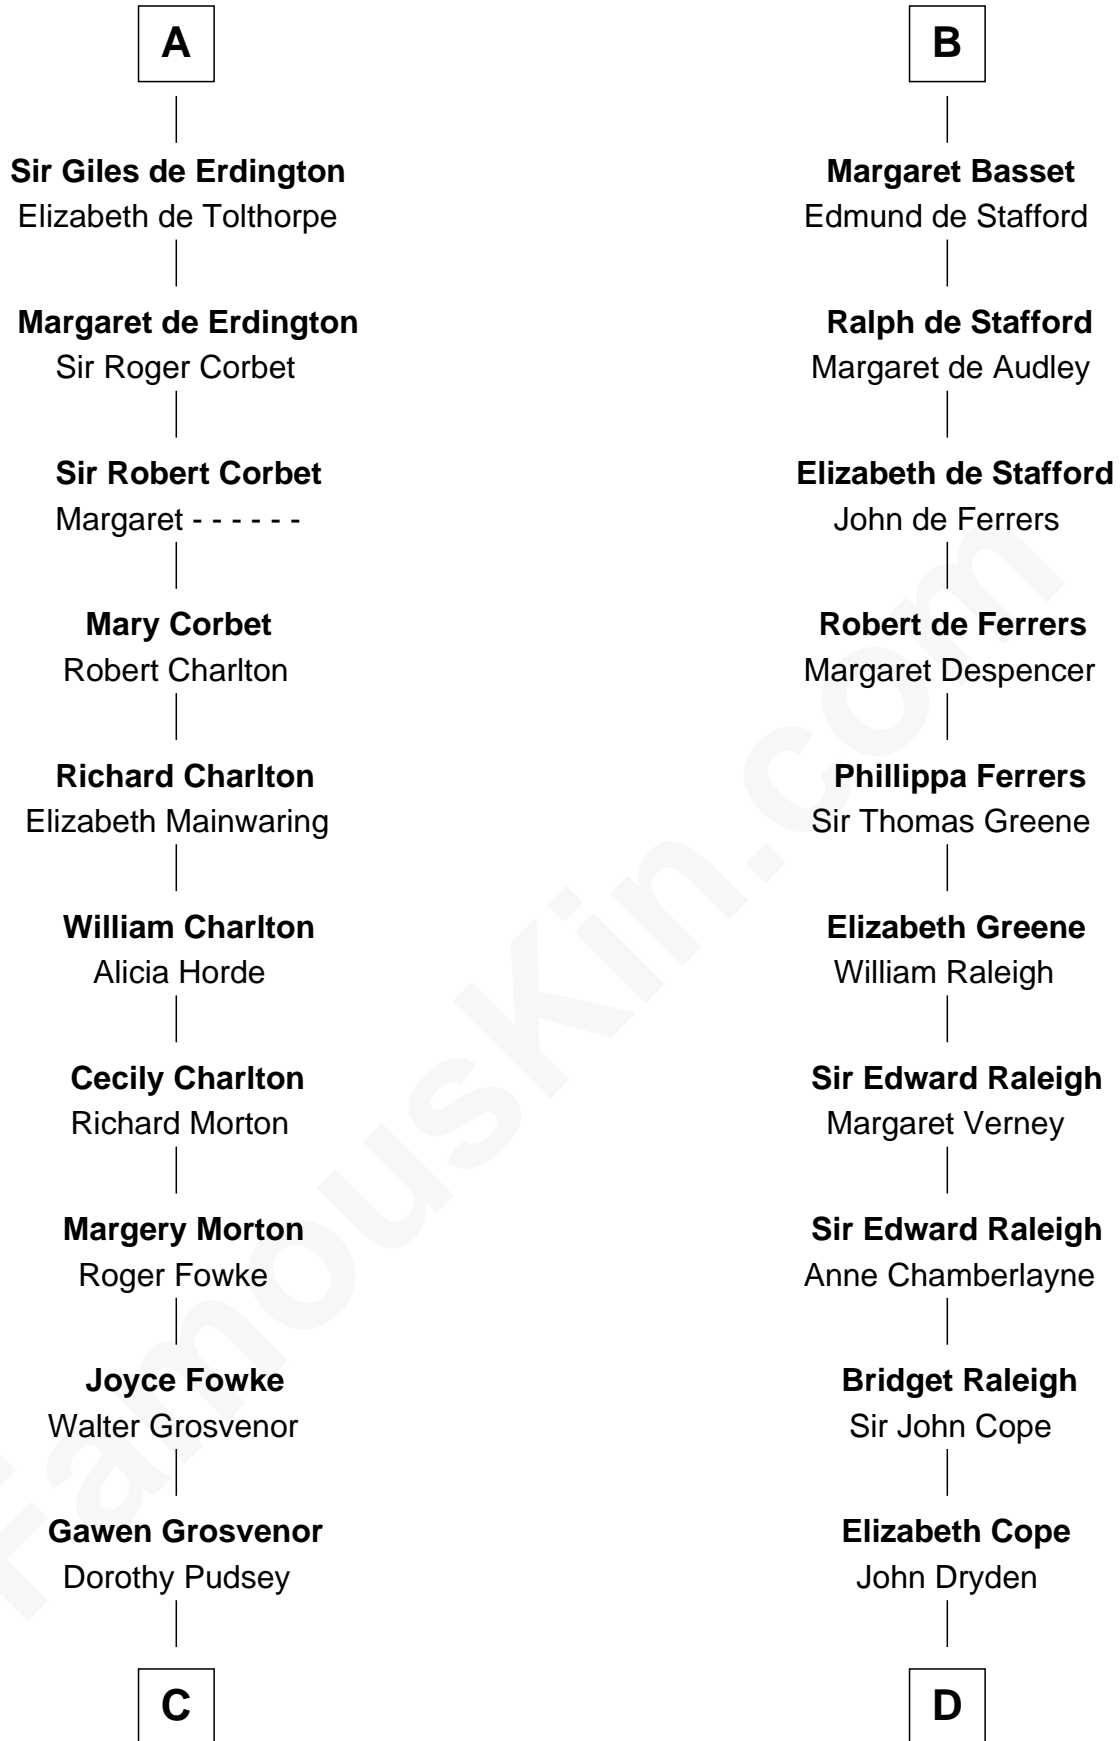 A
Sir Giles de Erdington
Elizabeth de Tolthorpe
Margaret de Erdington
Sir Roger Corbet
Sir Robert Corbet
Margaret - - - - - -
Mary Corbet
Robert Charlton
Richard Charlton
Elizabeth Mainwaring
William Charlton
Alicia Horde
Cecily Charlton
Richard Morton
Margery Morton
Roger Fowke
Joyce Fowke
Walter Grosvenor
Gawen Grosvenor
Dorothy Pudsey
C
B
Margaret Basset
Edmund de Stafford
Ralph de Stafford
Margaret de Audley
Elizabeth de Stafford
John de Ferrers
Robert de Ferrers
Margaret Despencer
Phillippa Ferrers
Sir Thomas Greene
Elizabeth Greene
William Raleigh
Sir Edward Raleigh
Margaret Verney
Sir Edward Raleigh
Anne Chamberlayne
Bridget Raleigh
Sir John Cope
Elizabeth Cope
John Dryden
D
FamousKin.com